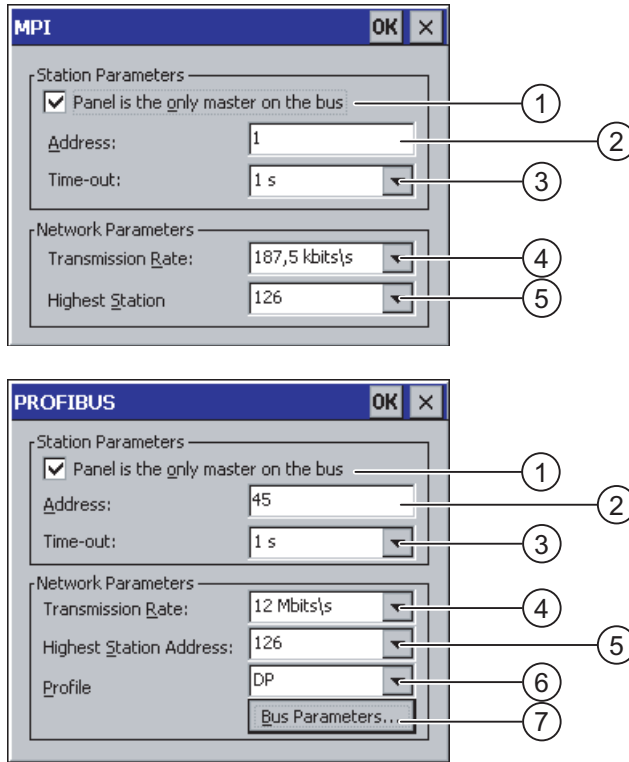 MPI OK ×
Station Parameters
Panel is the only master on the bus 1
Address: 1 2
Time-out: 1 s 3
Network Parameters
Transmission Rate: 187,5 kbits\s 4
Highest Station 126 5
PROFIBUS OK ×
Station Parameters
Panel is the only master on the bus 1
Address: 45 2
Time-out: 1 s 3
Network Parameters
Transmission Rate: 12 Mbits\s 4
Highest Station Address: 126 5
Profile DP 6
Bus Parameters... 7